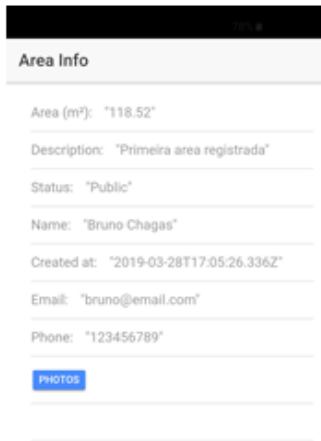 78%
Area Info
Area (m²): "118.52"
Description: "Primeira area registrada"
Status: "Public"
Name: "Bruno Chagas"
Created at: "2019-03-28T17:05:26.336Z"
Email: "bruno@email.com"
Phone: "123456789"
PHOTOS